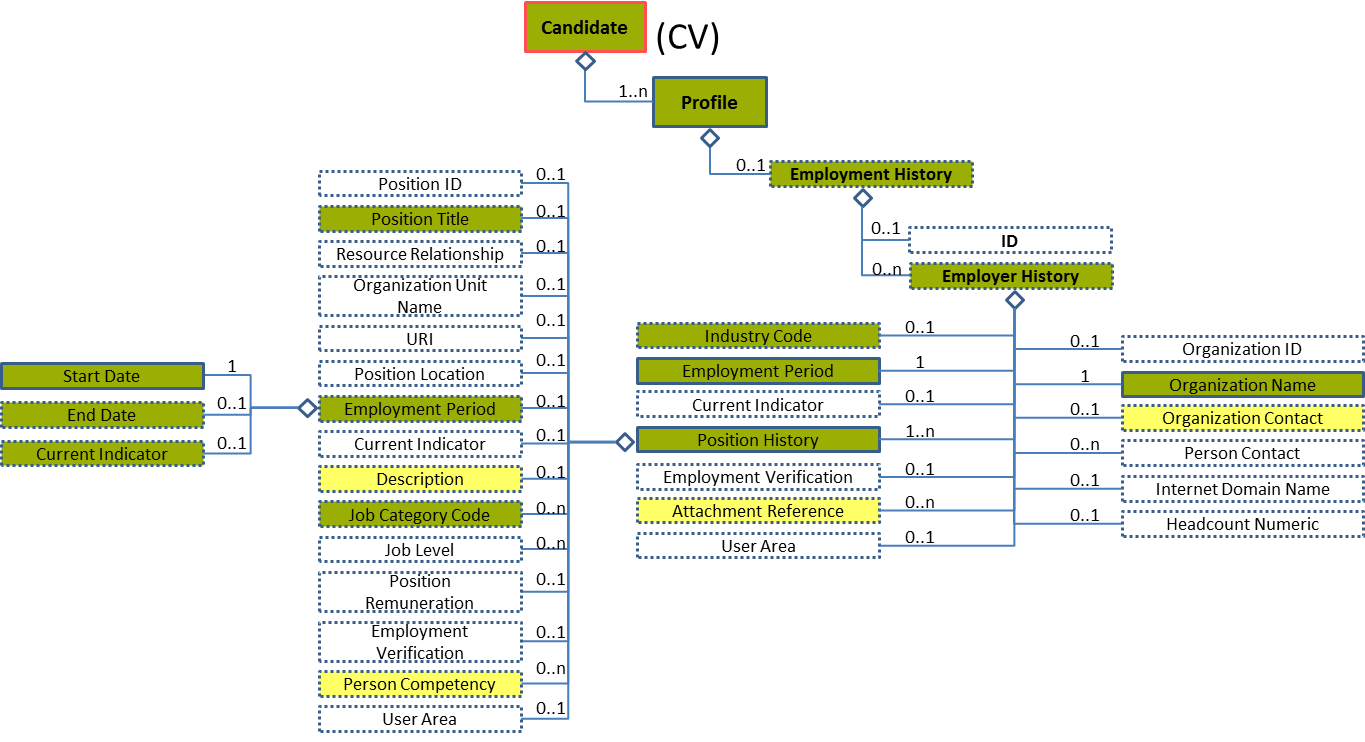 Candidate (CV)
1..n
Profile
0..1
Employment History
0..1
ID
0..n
Employer History
Industry Code
0..1
Employment Period
1
Current Indicator
0..1
Position History
1..n
Employment Verification
0..1
Attachment Reference
0..n
User Area
0..1
0..1
Organization ID
1
Organization Name
0..1
Organization Contact
0..n
Person Contact
0..1
Internet Domain Name
0..1
Headcount Numeric
Position ID
0..1
Position Title
0..1
Resource Relationship
0..1
Organization Unit
Name
0..1
URI
0..1
Position Location
0..1
Employment Period
0..1
Current Indicator
0..1
Description
0..1
Job Category Code
0..n
Job Level
0..n
Position
Remuneration
0..1
Employment
Verification
0..1
Person Competency
0..n
User Area
0..1
Start Date
1
End Date
0..1
Current Indicator
0..1